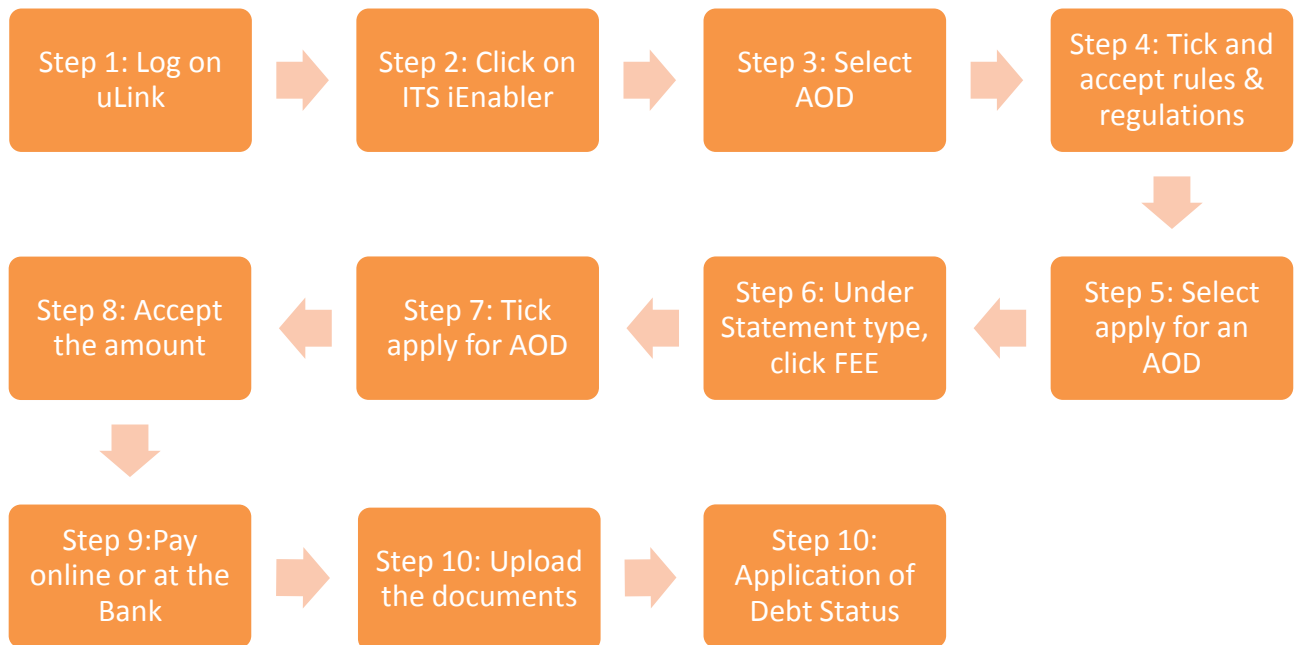 Step 1: Log on
uLink
Step 2: Click on
ITS iEnabler
Step 3: Select
AOD
Step 4: Tick and
accept rules &
regulations
Step 5: Select
apply for an
AOD
Step 6: Under
Statement type,
click FEE
Step 7: Tick
apply for AOD
Step 8: Accept
the amount
Step 9:Pay
online or at the
Bank
Step 10: Upload
the documents
Step 10:
Application of
Debt Status